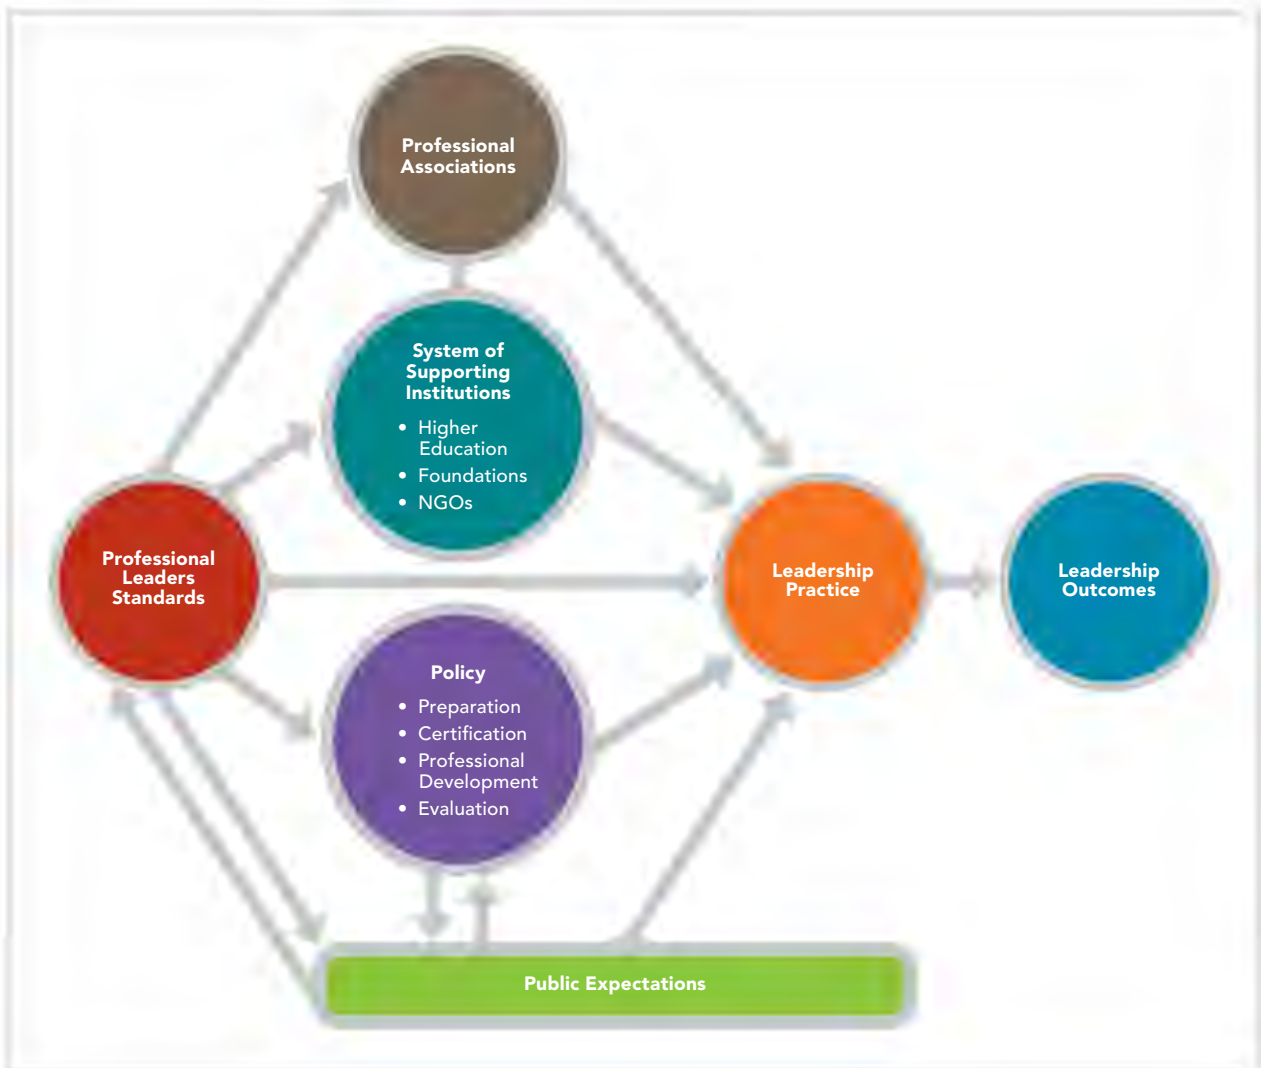 Professional
Associations
System of
Supporting
Institutions
• Higher
Education
• Foundations
• NGOs
Professional
Leaders
Standards
Leadership
Practice
Leadership
Outcomes
Policy
• Preparation
• Certification
• Professional
Development
• Evaluation
Public Expectations